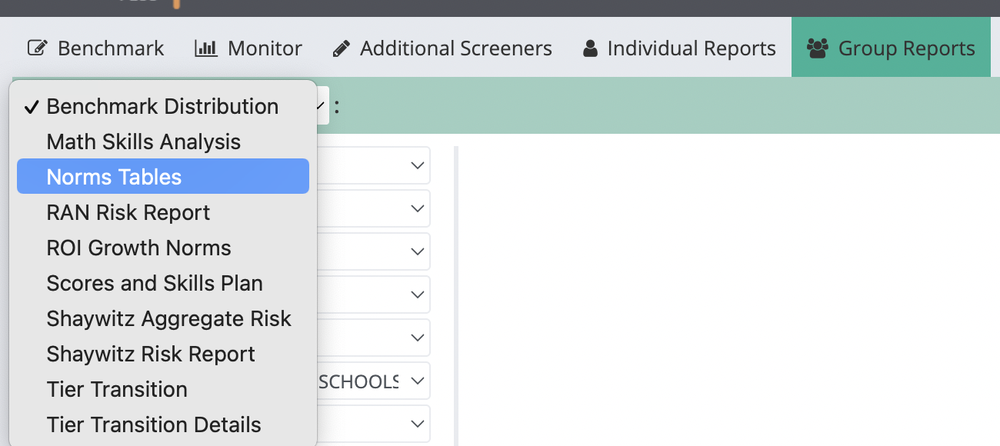 Benchmark Monitor Additional Screeners Individual Reports Group Reports
✓ Benchmark Distribution :
Math Skills Analysis
Norms Tables
RAN Risk Report
ROI Growth Norms
Scores and Skills Plan
Shaywitz Aggregate Risk
Shaywitz Risk Report
SCHOOLS
Tier Transition
Tier Transition Details